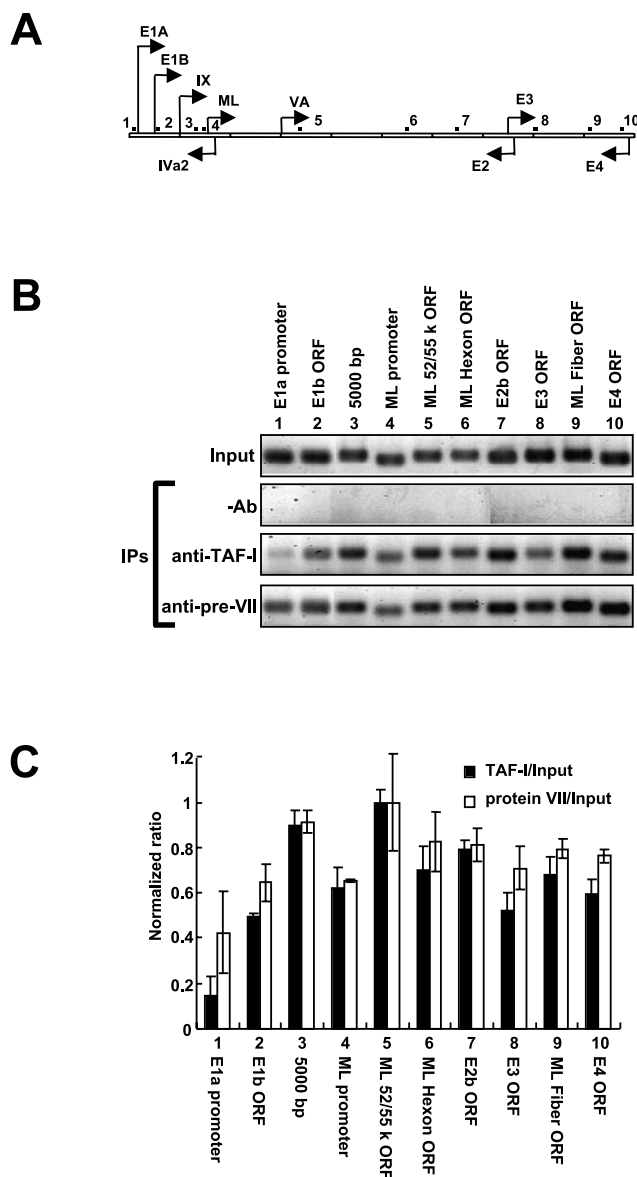 A
E1A
E1B
IX
ML
VA
E3
1 2 3 4 5 6 7 8 9 10
IVa2
E2
E4
B
E1a promoter
E1b ORF
5000 bp
ML promoter
ML 52/55 k ORF
ML Hexon ORF
E2b ORF
E3 ORF
ML Fiber ORF
E4 ORF
1 2 3 4 5 6 7 8 9 10
Input
-Ab
IPs
anti-TAF-I
anti-pre-VII
C
TAF-I/Input
protein VII/Input
Normalized ratio
1.2
1
0.8
0.6
0.4
0.2
0
1 2 3 4 5 6 7 8 9 10
E1a promoter
E1b ORF
5000 bp
ML promoter
ML 52/55 k ORF
ML Hexon ORF
E2b ORF
E3 ORF
ML Fiber ORF
E4 ORF